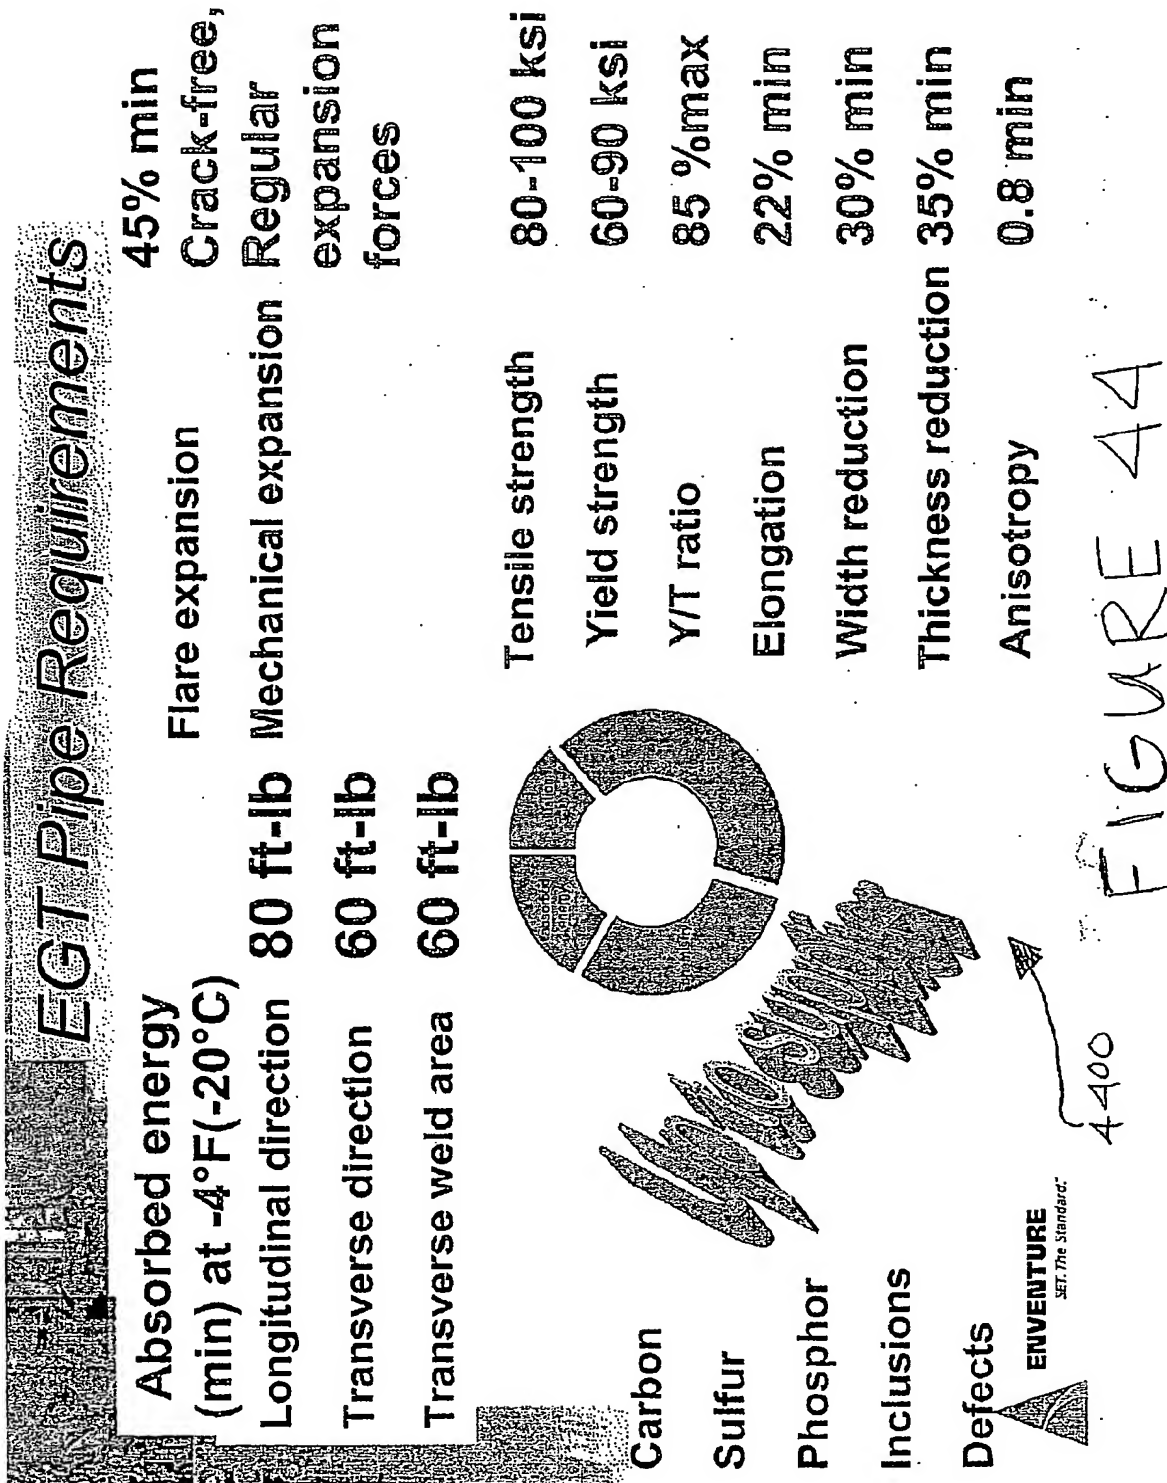 EGT Pipe Requirements
Absorbed energy
(min) at -4°F(-20°C)
Longitudinal direction 80 ft-lb
Transverse direction 60 ft-lb
Transverse weld area 60 ft-lb
Flare expansion 45% min
Mechanical expansion Crack-free,
Regular
expansion
forces
Tensile strength 80-100 ksi
Yield strength 60-90 ksi
Y/T ratio 85 %max
Elongation 22% min
Width reduction 30% min
Thickness reduction 35% min
Anisotropy 0.8 min
Carbon
Sulfur
Phosphor
Inclusions
Defects
ENVENTURE
SET. The Standard.™
4400
FIGURE 44